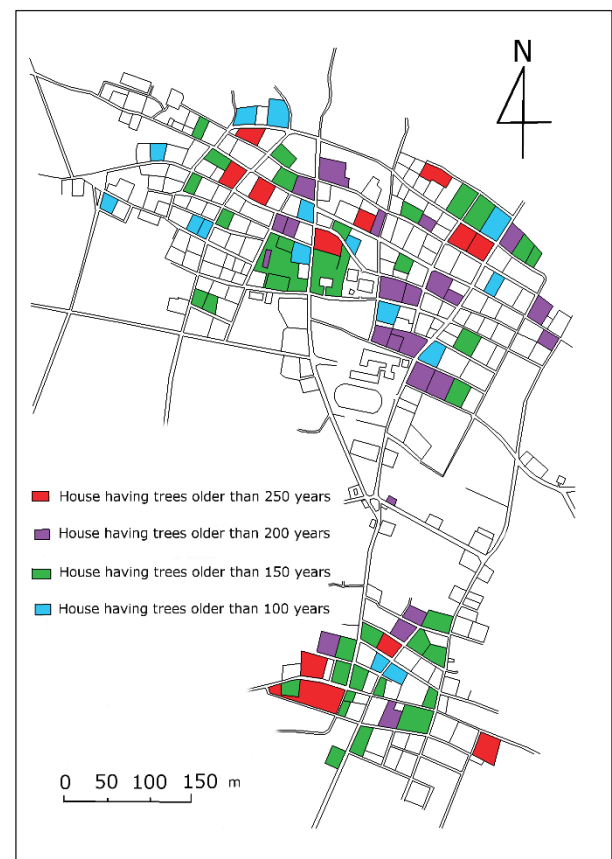 N
House having trees older than 250 years
House having trees older than 200 years
House having trees older than 150 years
House having trees older than 100 years
0 50 100 150 m